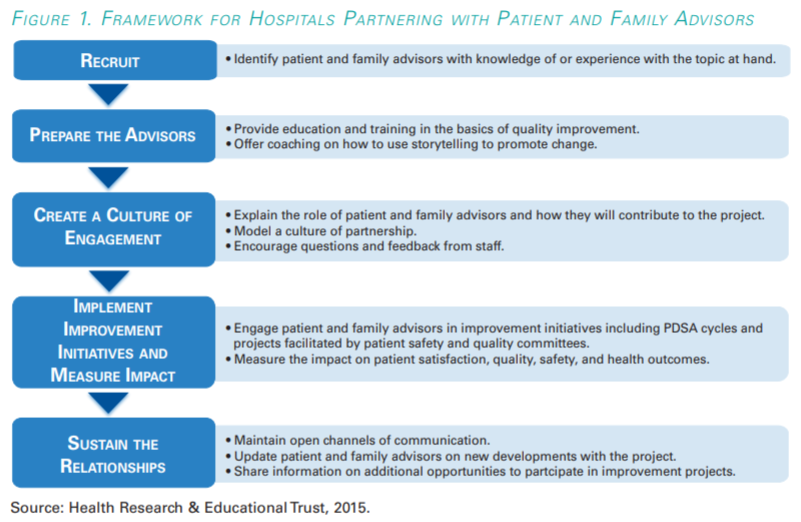 Figure 1. Framework for Hospitals Partnering with Patient and Family Advisors
Recruit
• Identify patient and family advisors with knowledge of or experience with the topic at hand.
Prepare the Advisors
• Provide education and training in the basics of quality improvement.
• Offer coaching on how to use storytelling to promote change.
Create a Culture of
Engagement
• Explain the role of patient and family advisors and how they will contribute to the project.
• Model a culture of partnership.
• Encourage questions and feedback from staff.
Implement
Improvement
Initiatives and
Measure Impact
• Engage patient and family advisors in improvement initiatives including PDSA cycles and
projects facilitated by patient safety and quality committees.
• Measure the impact on patient satisfaction, quality, safety, and health outcomes.
Sustain the
Relationships
• Maintain open channels of communication.
• Update patient and family advisors on new developments with the project.
• Share information on additional opportunities to partcipate in improvement projects.
Source: Health Research & Educational Trust, 2015.